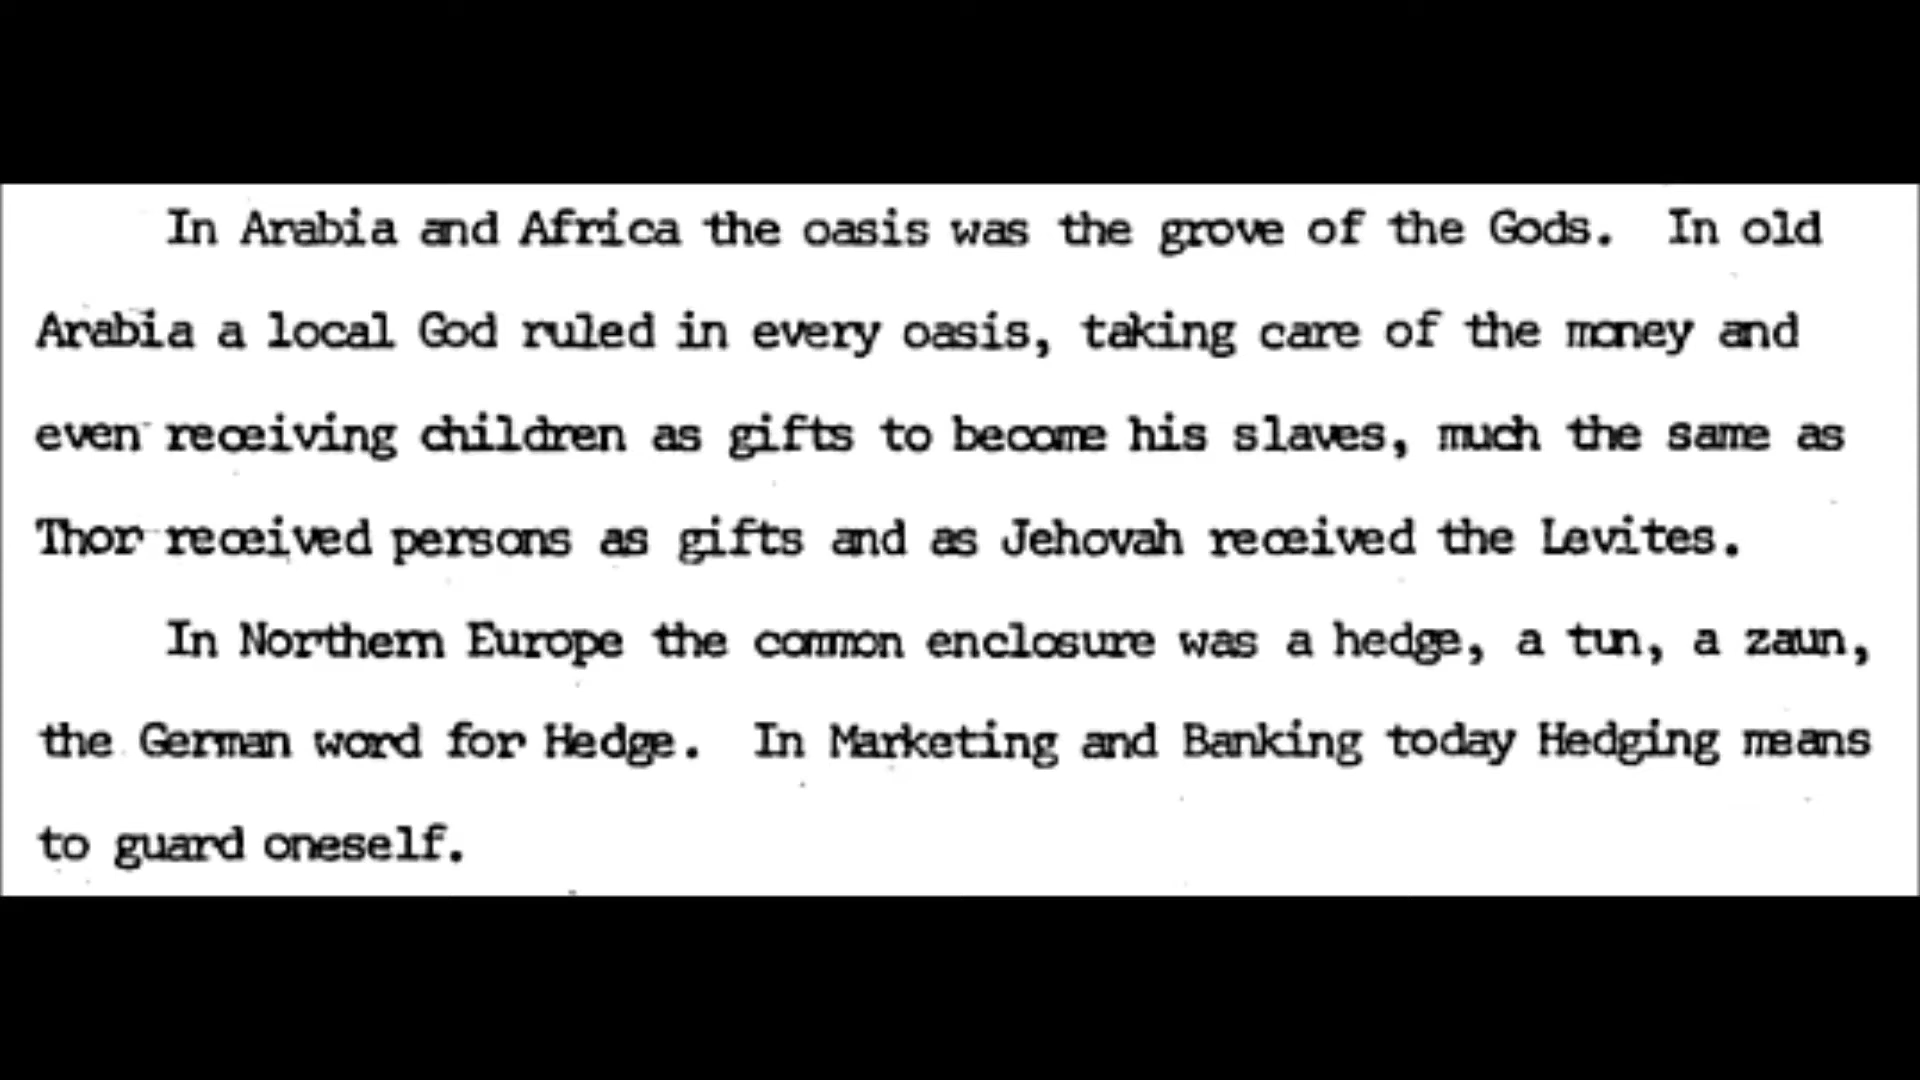 In Arabia and Africa the oasis was the grove of the Gods. In old
Arabia a local God ruled in every oasis, taking care of the money and
even receiving children as gifts to become his slaves, much the same as
Thor received persons as gifts and as Jehovah received the Levites.
In Northern Europe the common enclosure was a hedge, a tun, a zaun,
the German word for Hedge. In Marketing and Banking today Hedging means
to guard oneself.